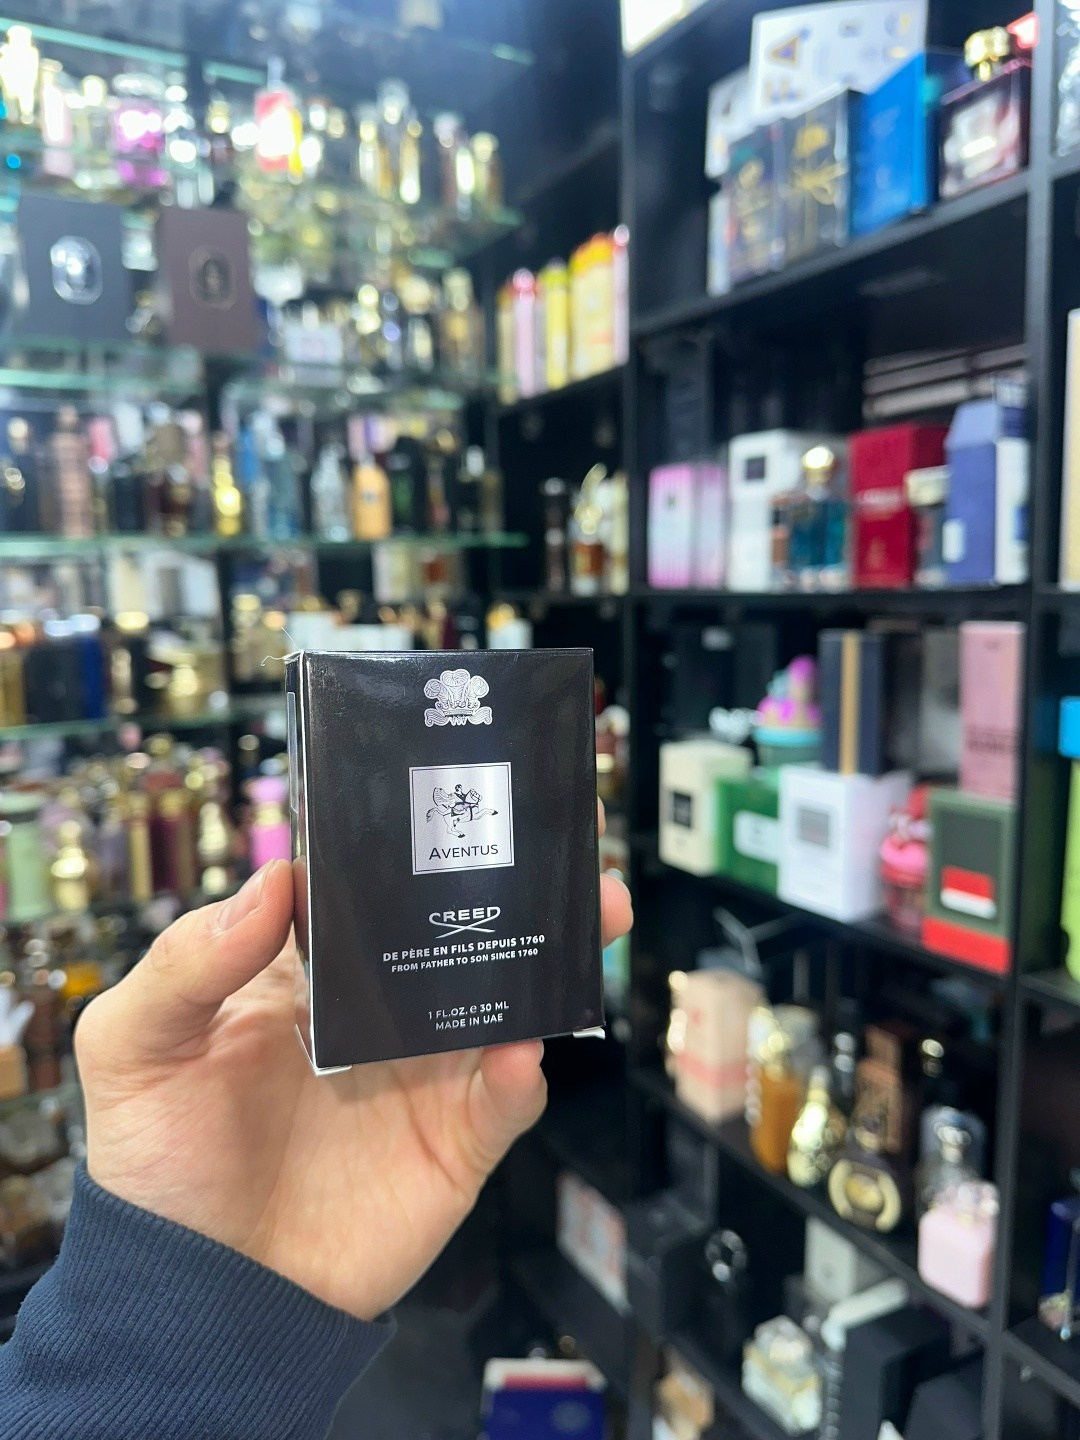 AVENTUS
CREED
DE PÈRE EN FILS DEPUIS 1760
FROM FATHER TO SON SINCE 1760
1 FL.OZ. e 30 ML
MADE IN UAE